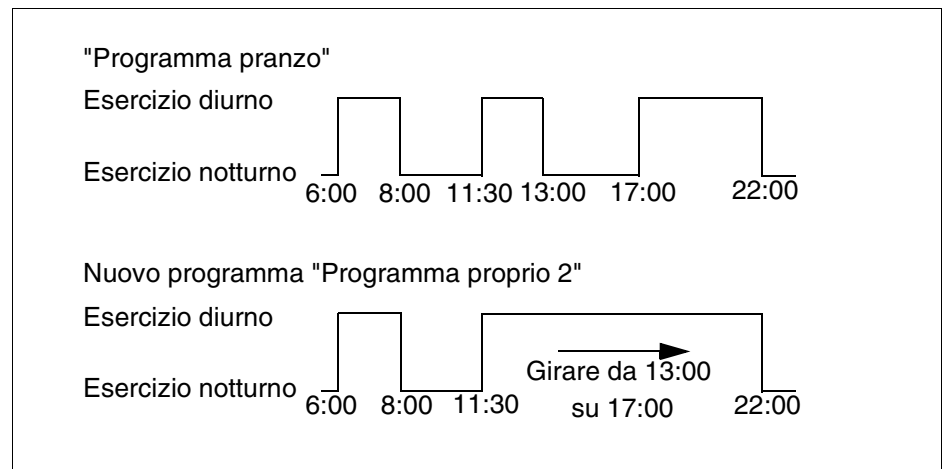 "Programma pranzo"
Esercizio diurno
Esercizio notturno
6:00 8:00 11:30 13:00 17:00 22:00
Nuovo programma "Programma proprio 2"
Esercizio diurno
Girare da 13:00
su 17:00
Esercizio notturno
6:00 8:00 11:30 22:00